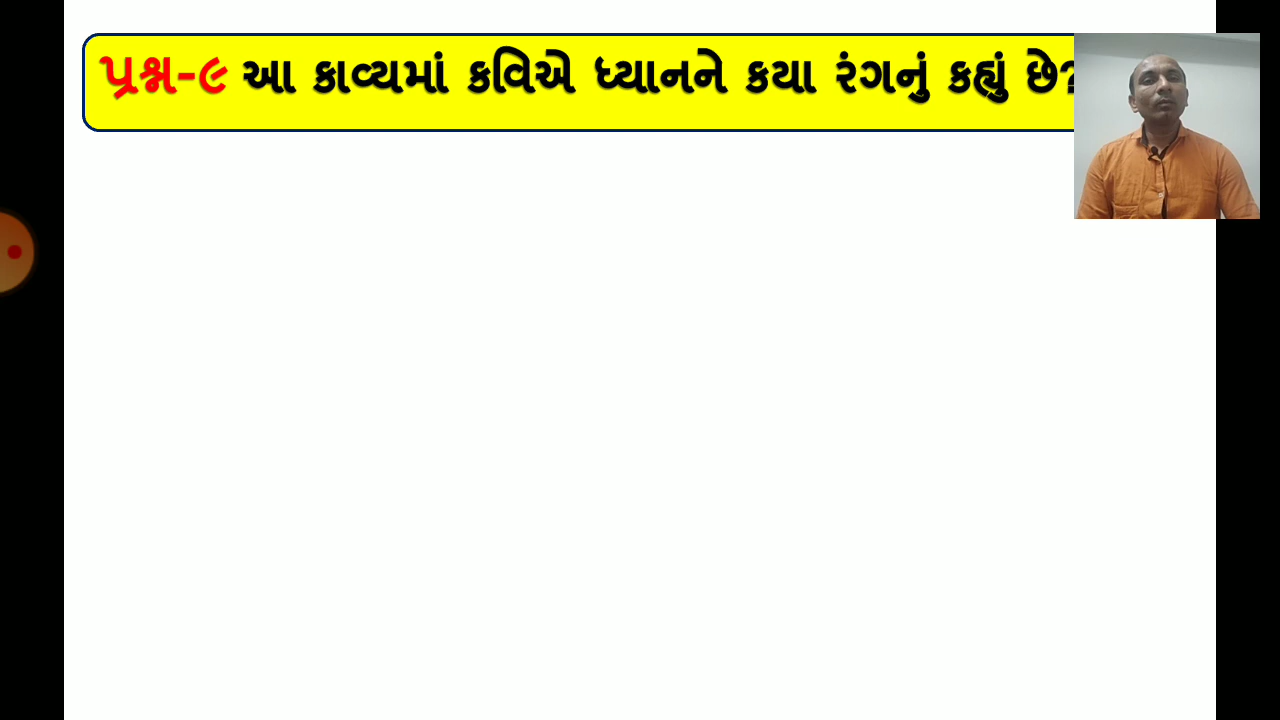 પ્રશ્ન-૯ આ કાવ્યમાં કવિએ ધ્યાનને કયા રંગનું કહ્યું છે?